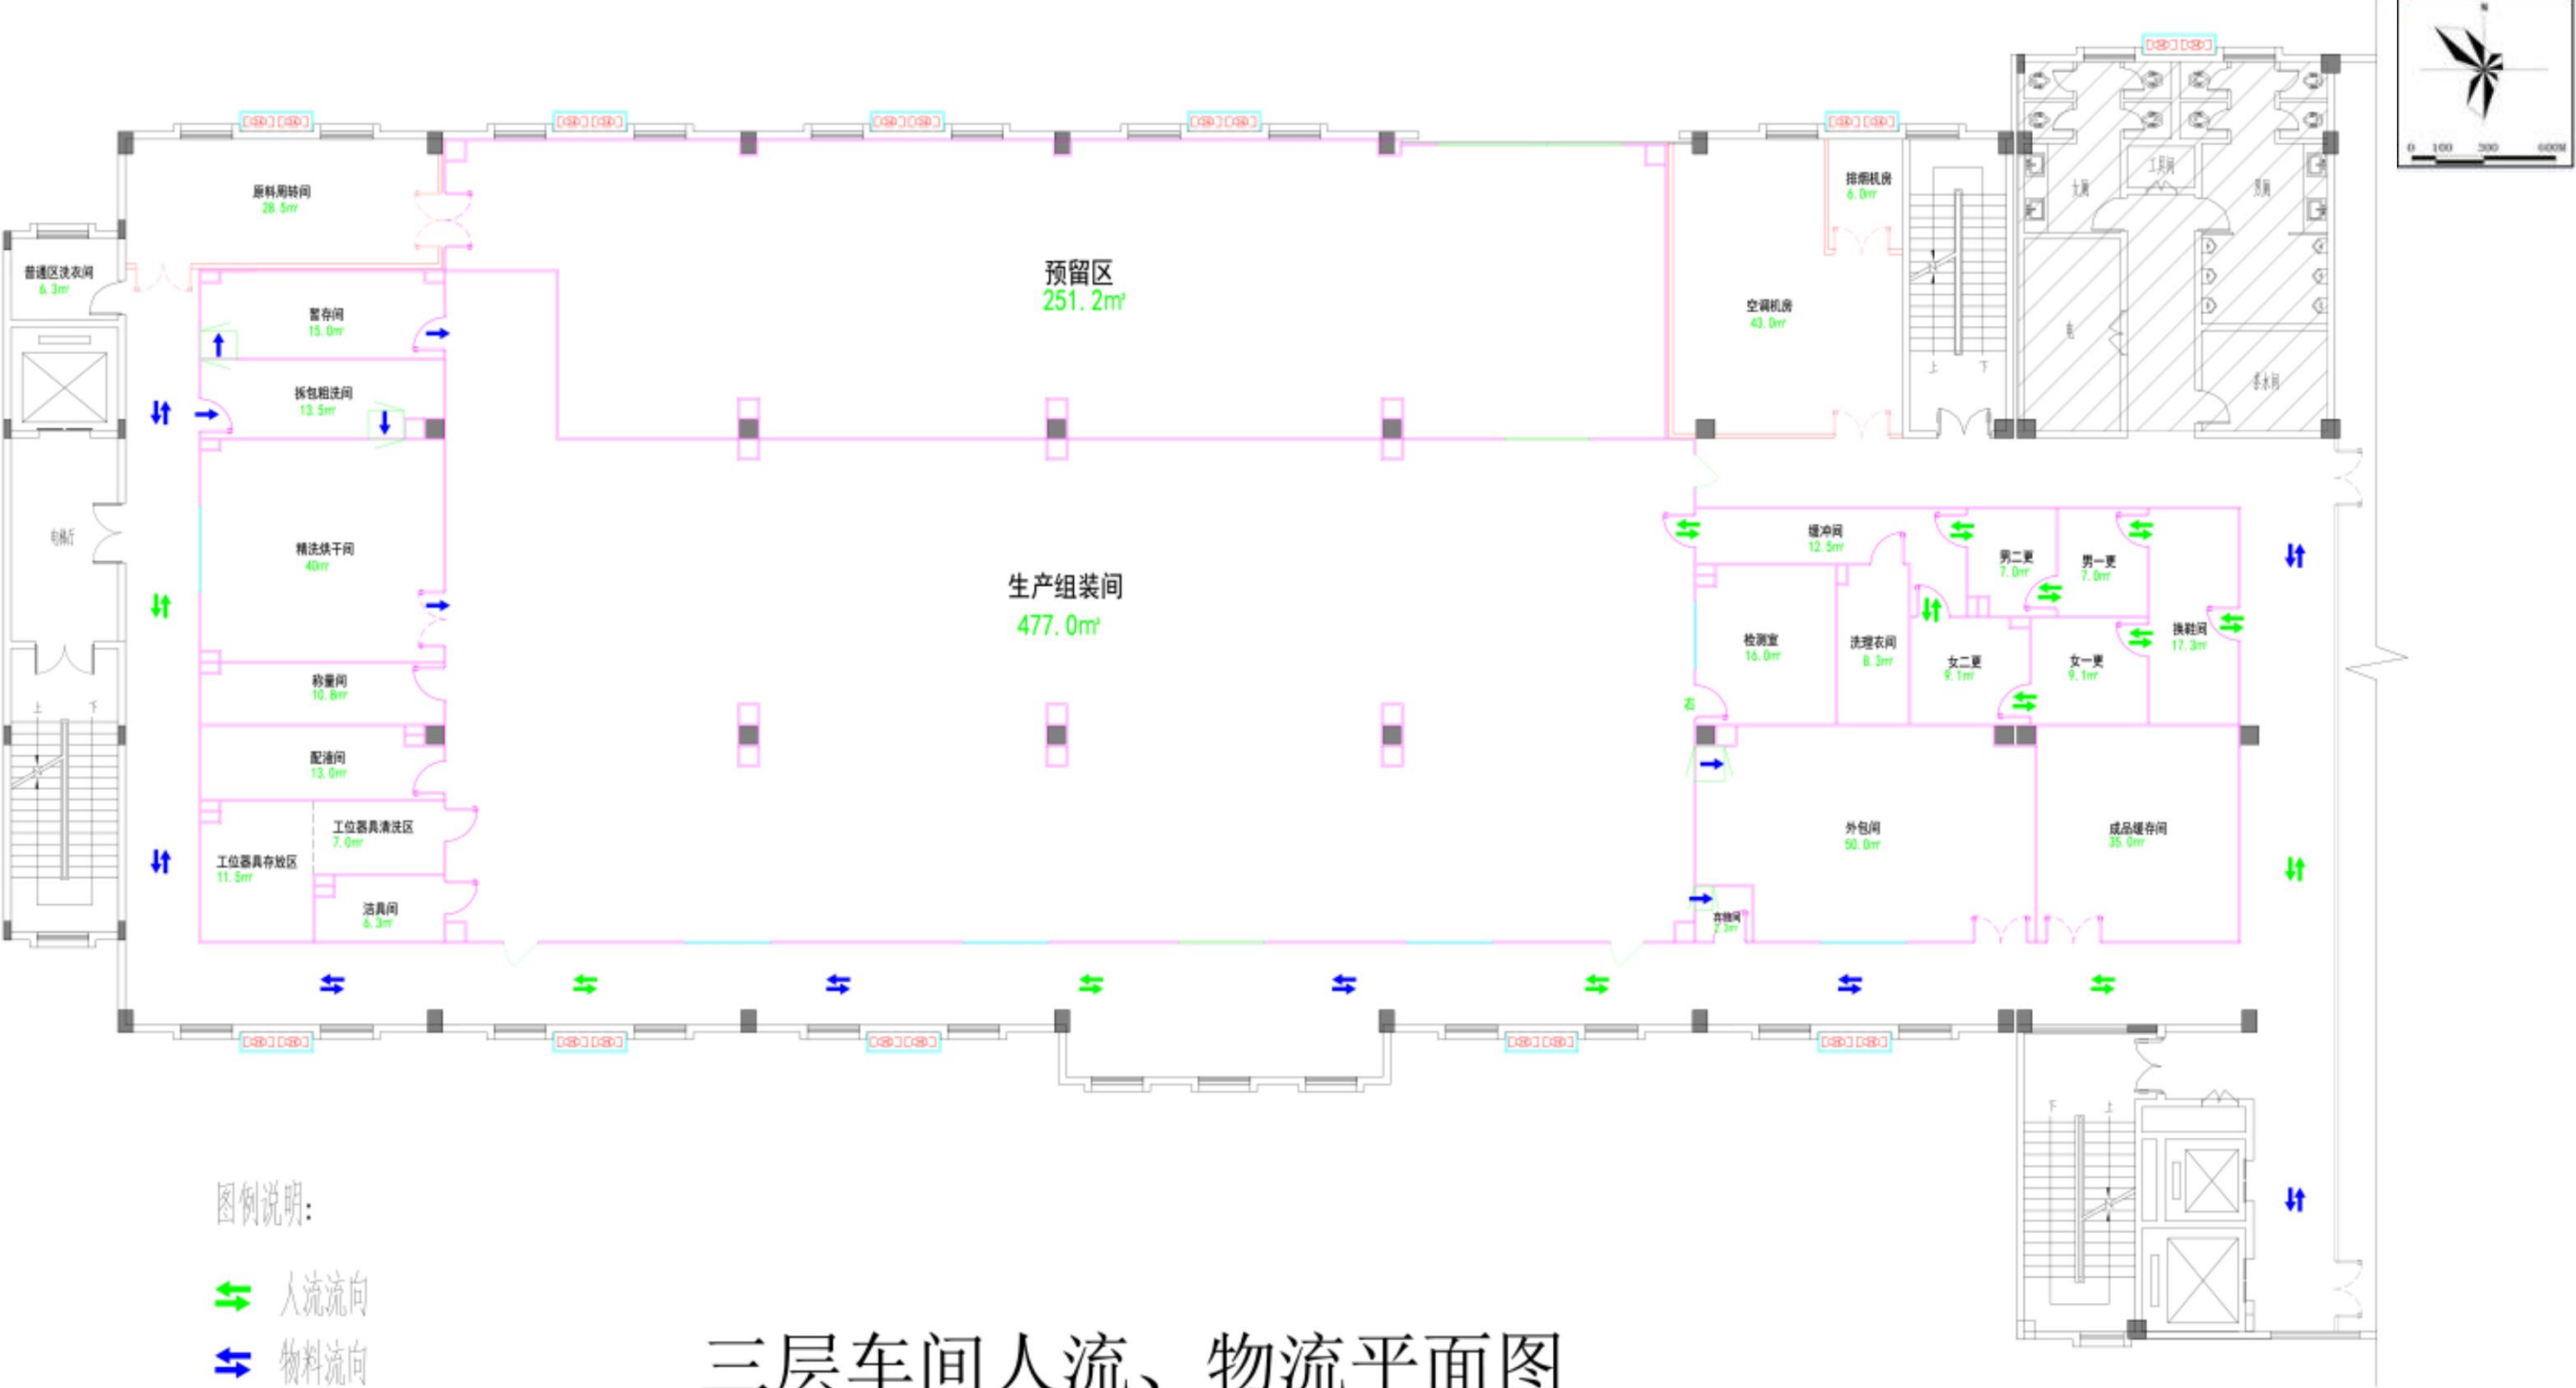 N
0 100 300 600M
排烟机房
6.0㎡
原料周转间
28.5㎡
预留区
251.2㎡
普通区洗衣间
6.3㎡
空调机房
43.0㎡
暂存间
15.0㎡
上 下
拆包粗洗间
13.5㎡
电梯厅
精洗烘干间
40㎡
缓冲间
12.5㎡
男二更
7.0㎡
男一更
7.0㎡
生产组装间
477.0㎡
检测室
16.0㎡
洗理衣间
8.3㎡
女二更
9.1㎡
女一更
9.1㎡
换鞋间
17.3㎡
称量间
10.8㎡
上 下
配液间
13.0㎡
工位器具清洗区
7.0㎡
外包间
50.0㎡
成品缓存间
35.0㎡
工位器具存放区
11.5㎡
洁具间
6.3㎡
下 上
图例说明:
人流流向
物料流向
三层车间人流、物流平面图